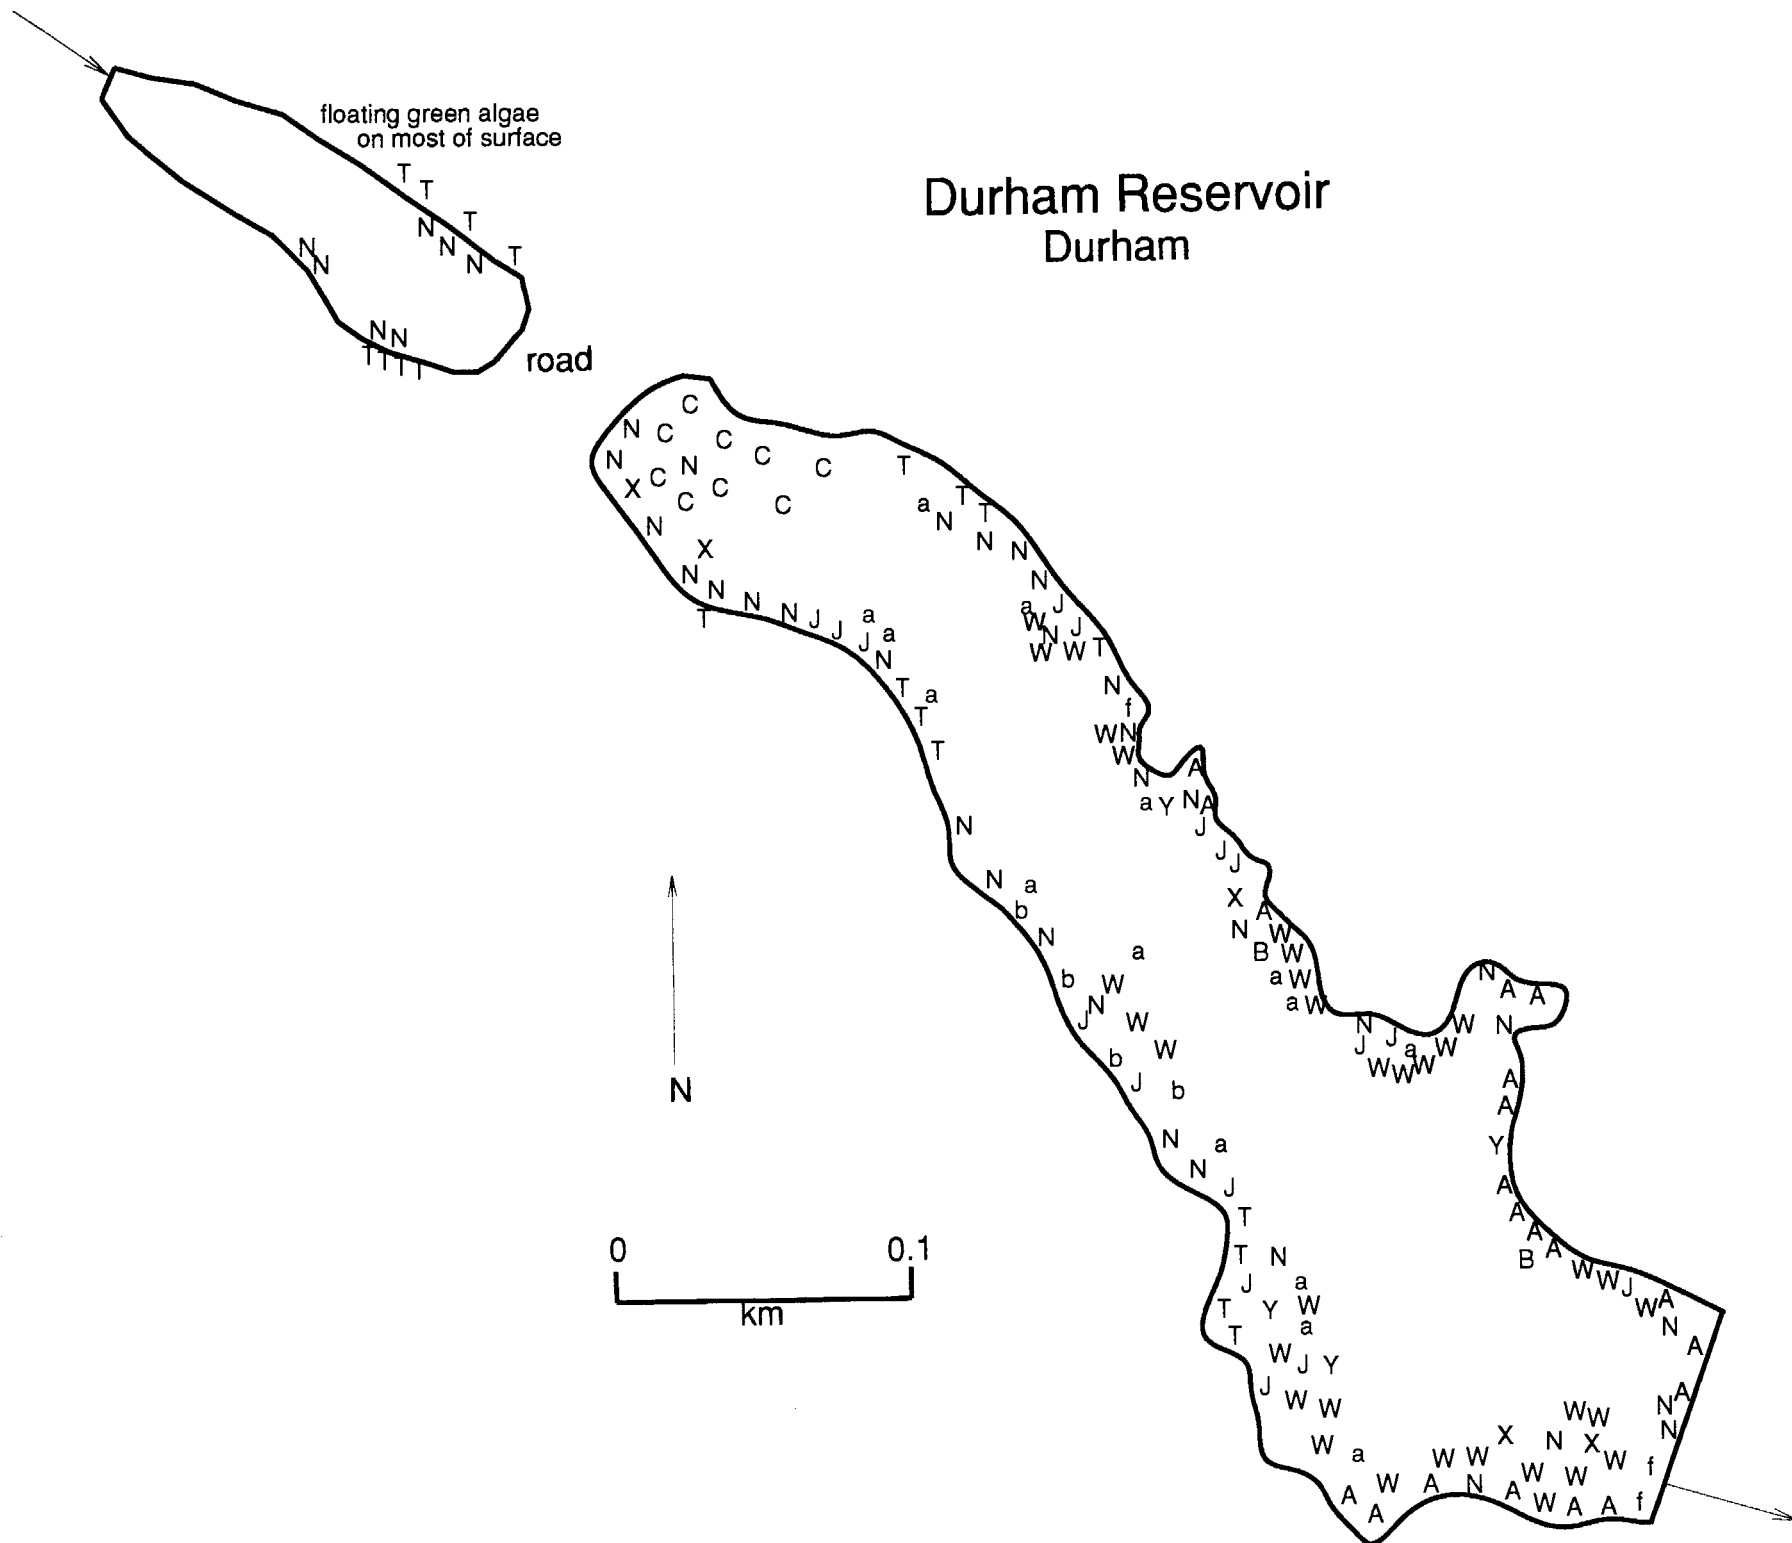 floating green algae
on most of surface
Durham Reservoir
Durham
T
T
T
N
N
T
N
N
N
N N
T T T T
road
C
N C C
C C
N N T
X C C
C C a T
N N T
N N
X
N N
N N N J J a
T J J a
N
a J
W N J
W W T
T a N
T f
T W N
W
N A
a Y N A
N J
J J
N a X A
b N W
N B W
a a W
b W a W
J N N J
W J a W W N A A
W W W W N
b
J b A
A
N a Y
N
J A
T A
A
T N B A
J a W W J A
T Y W W N
T a A
W J Y
J W W A
N
W W N
W X N X W
W a W W W W f
A W A N A W A A f
A
N
0 0.1
km